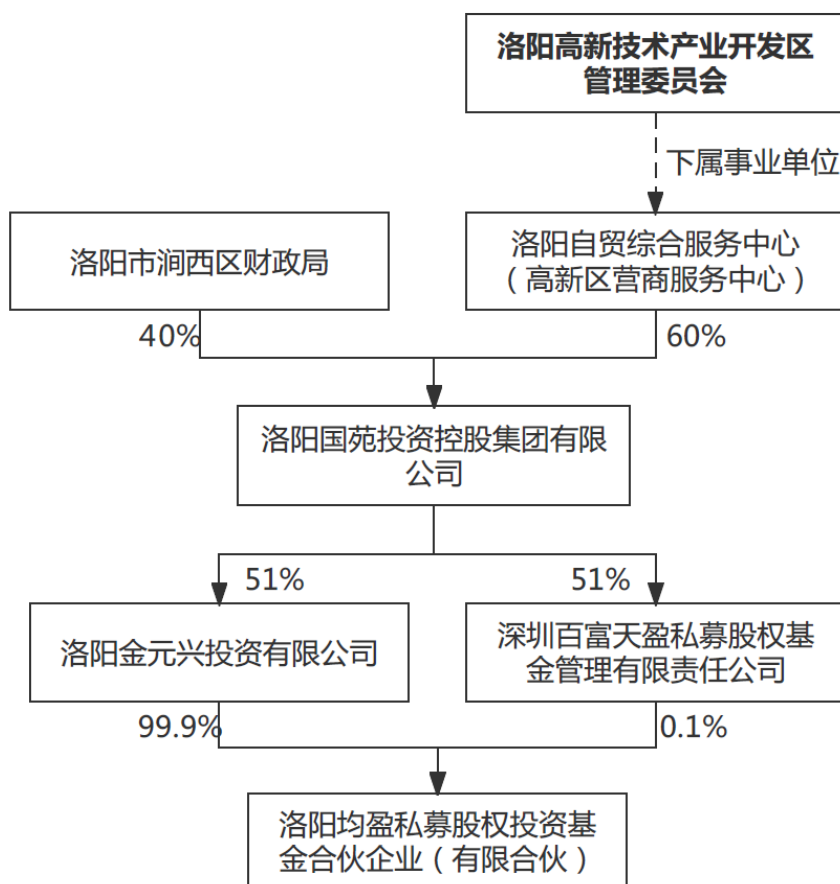 洛阳高新技术产业开发区
管理委员会
下属事业单位
洛阳市涧西区财政局
洛阳自贸综合服务中心
（高新区营商服务中心）
40%
60%
洛阳国苑投资控股集团有限
公司
51%
51%
洛阳金元兴投资有限公司
深圳百富天盈私募股权基
金管理有限责任公司
99.9%
0.1%
洛阳均盈私募股权投资基
金合伙企业（有限合伙）